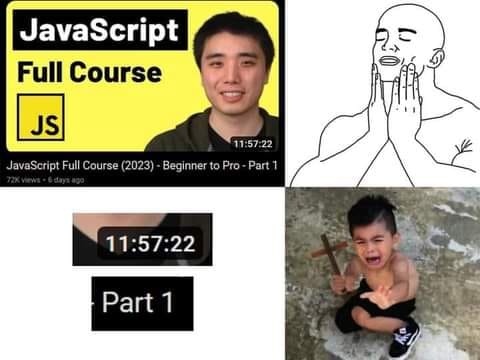 JavaScript
Full Course
JS
11:57:22
JavaScript Full Course (2023) - Beginner to Pro - Part 1
72K views • 6 days ago
11:57:22
- Part 1